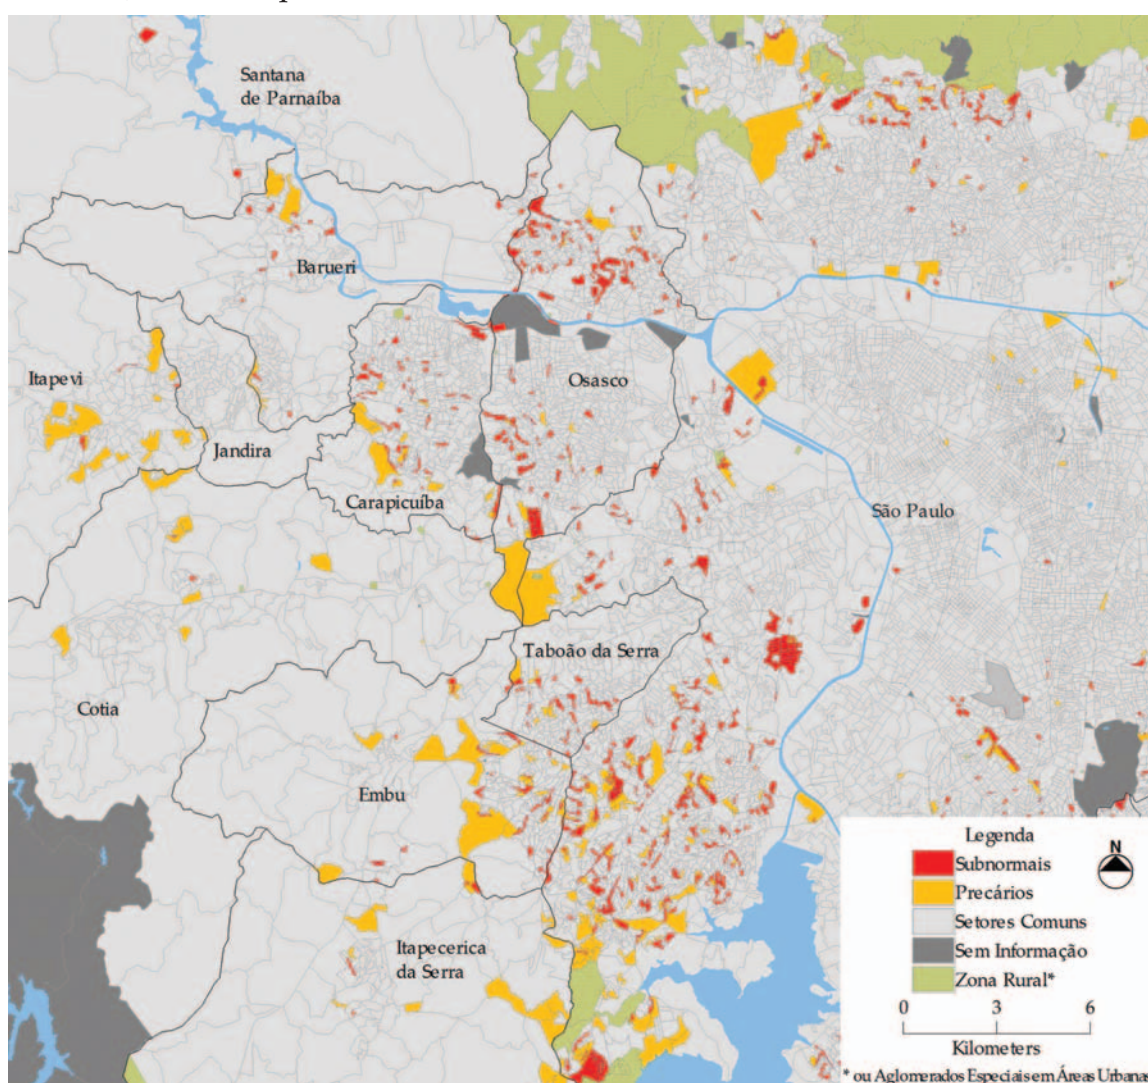 Santana
de Parnaíba
Barueri
Itapevi
Osasco
Jandira
Carapicuíba
São Paulo
Taboão da Serra
Cotia
Embu
Itapecerica
da Serra
Legenda
N
Subnormais
Precários
Setores Comuns
Sem Informação
Zona Rural*
0 3 6
Kilometers
* ou Aglomerados Especiais em Áreas Urbanas